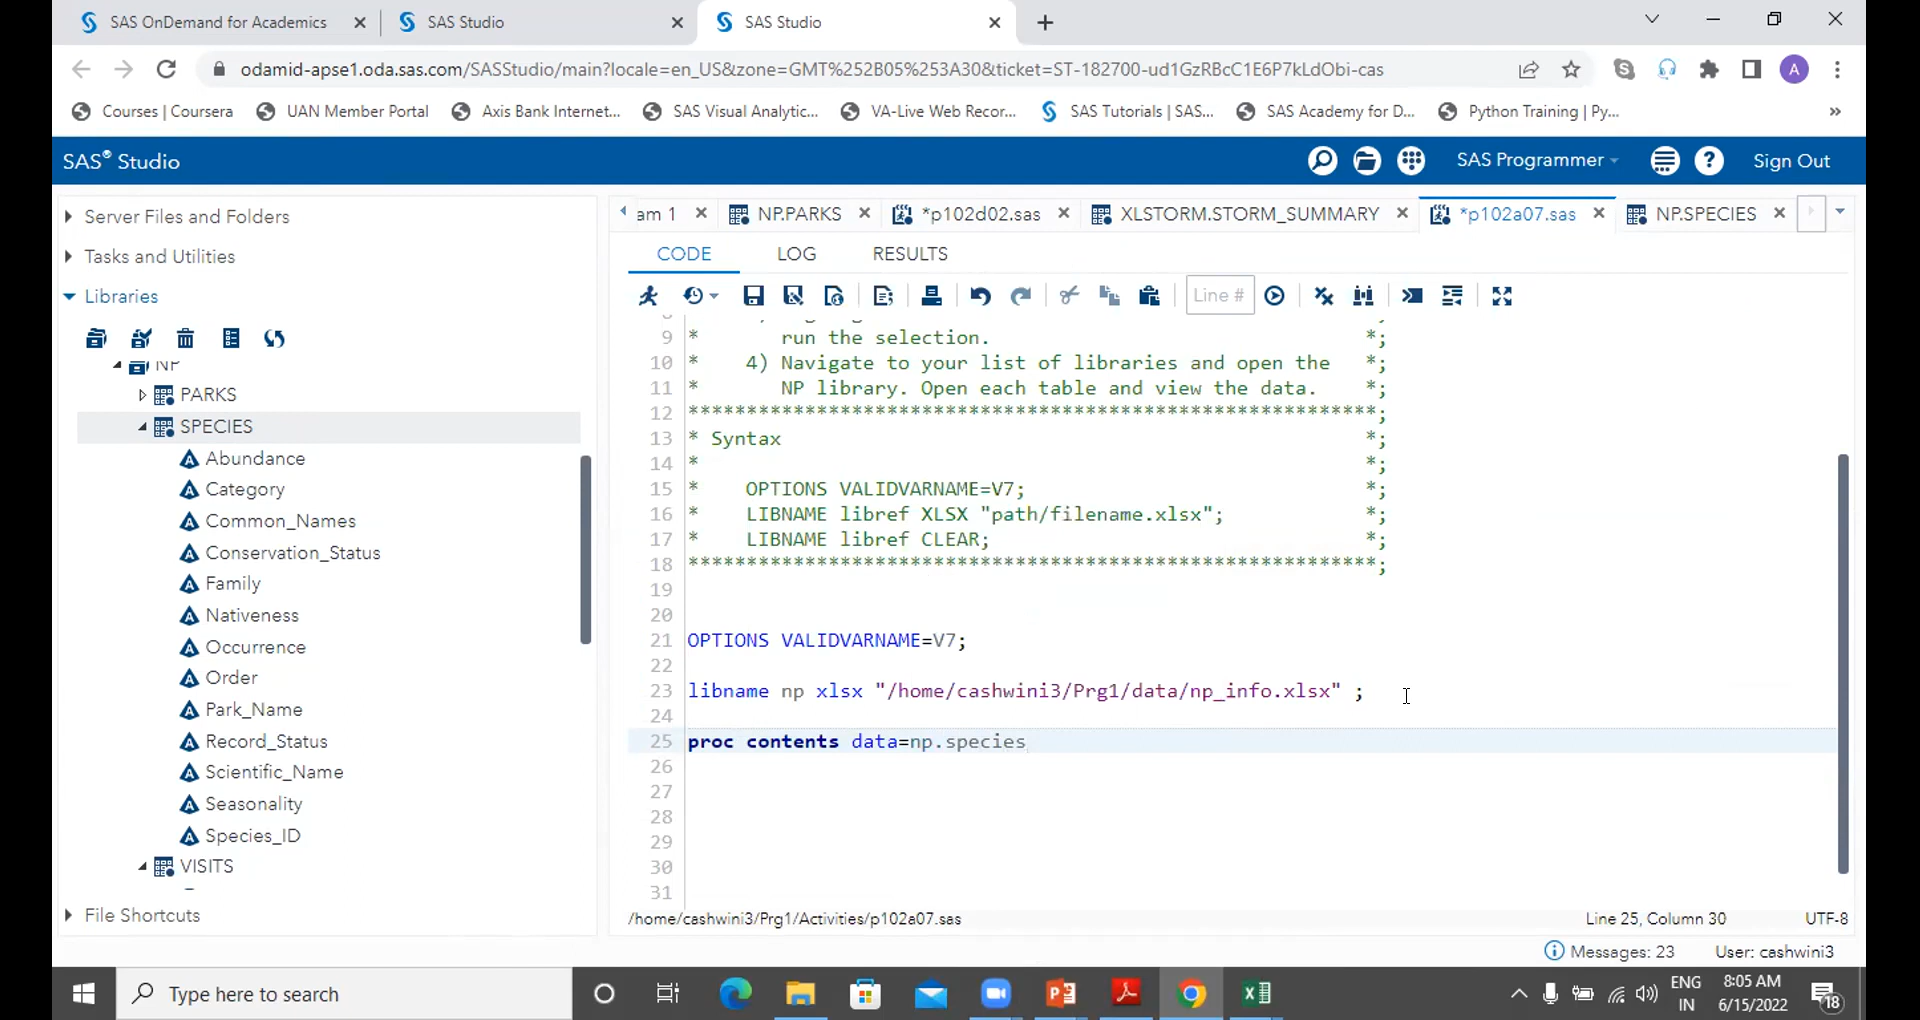 SAS OnDemand for Academics
SAS Studio
SAS Studio
odamid-apse1.oda.sas.com/SASStudio/main?locale=en_US&zone=GMT%252B05%253A30&ticket=ST-182700-ud1GzRBcC1E6P7kLdObi-cas
A
Courses | Coursera
UAN Member Portal
Axis Bank Internet...
SAS Visual Analytic...
VA-Live Web Recor...
SAS Tutorials | SAS...
SAS Academy for D...
Python Training | Py...
»
SAS® Studio
SAS Programmer
Sign Out
Server Files and Folders
Tasks and Utilities
Libraries
NP
PARKS
SPECIES
Abundance
Category
Common_Names
Conservation_Status
Family
Nativeness
Occurrence
Order
Park_Name
Record_Status
Scientific_Name
Seasonality
Species_ID
VISITS
File Shortcuts
am 1
NP.PARKS
*p102d02.sas
XLSTORM.STORM_SUMMARY
*p102a07.sas
NP.SPECIES
CODE
LOG
RESULTS
Line #
9 * run the selection. *;
10 * 4) Navigate to your list of libraries and open the *;
11 * NP library. Open each table and view the data. *;
12 ***********************************************************;
13 * Syntax *;
14 * *;
15 * OPTIONS VALIDVARNAME=V7; *;
16 * LIBNAME libref XLSX "path/filename.xlsx"; *;
17 * LIBNAME libref CLEAR; *;
18 ***********************************************************;
19
20
21 OPTIONS VALIDVARNAME=V7;
22
23 libname np xlsx "/home/cashwini3/Prg1/data/np_info.xlsx" ;
24
25 proc contents data=np.species
26
27
28
29
30
31
/home/cashwini3/Prg1/Activities/p102a07.sas
Line 25, Column 30
UTF-8
Messages: 23
User: cashwini3
Type here to search
ENG
IN
8:05 AM
6/15/2022
18